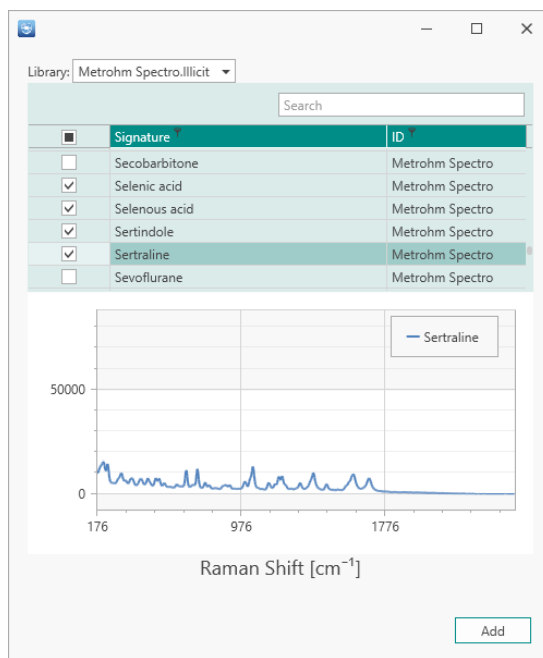 Library: Metrohm Spectro.Illicit
Search
Signature ID
Secobarbitone Metrohm Spectro
Selenic acid Metrohm Spectro
Selenous acid Metrohm Spectro
Sertindole Metrohm Spectro
Sertraline Metrohm Spectro
Sevoflurane Metrohm Spectro
Sertraline
50000
0
176 976 1776
Raman Shift [cm⁻¹]
Add